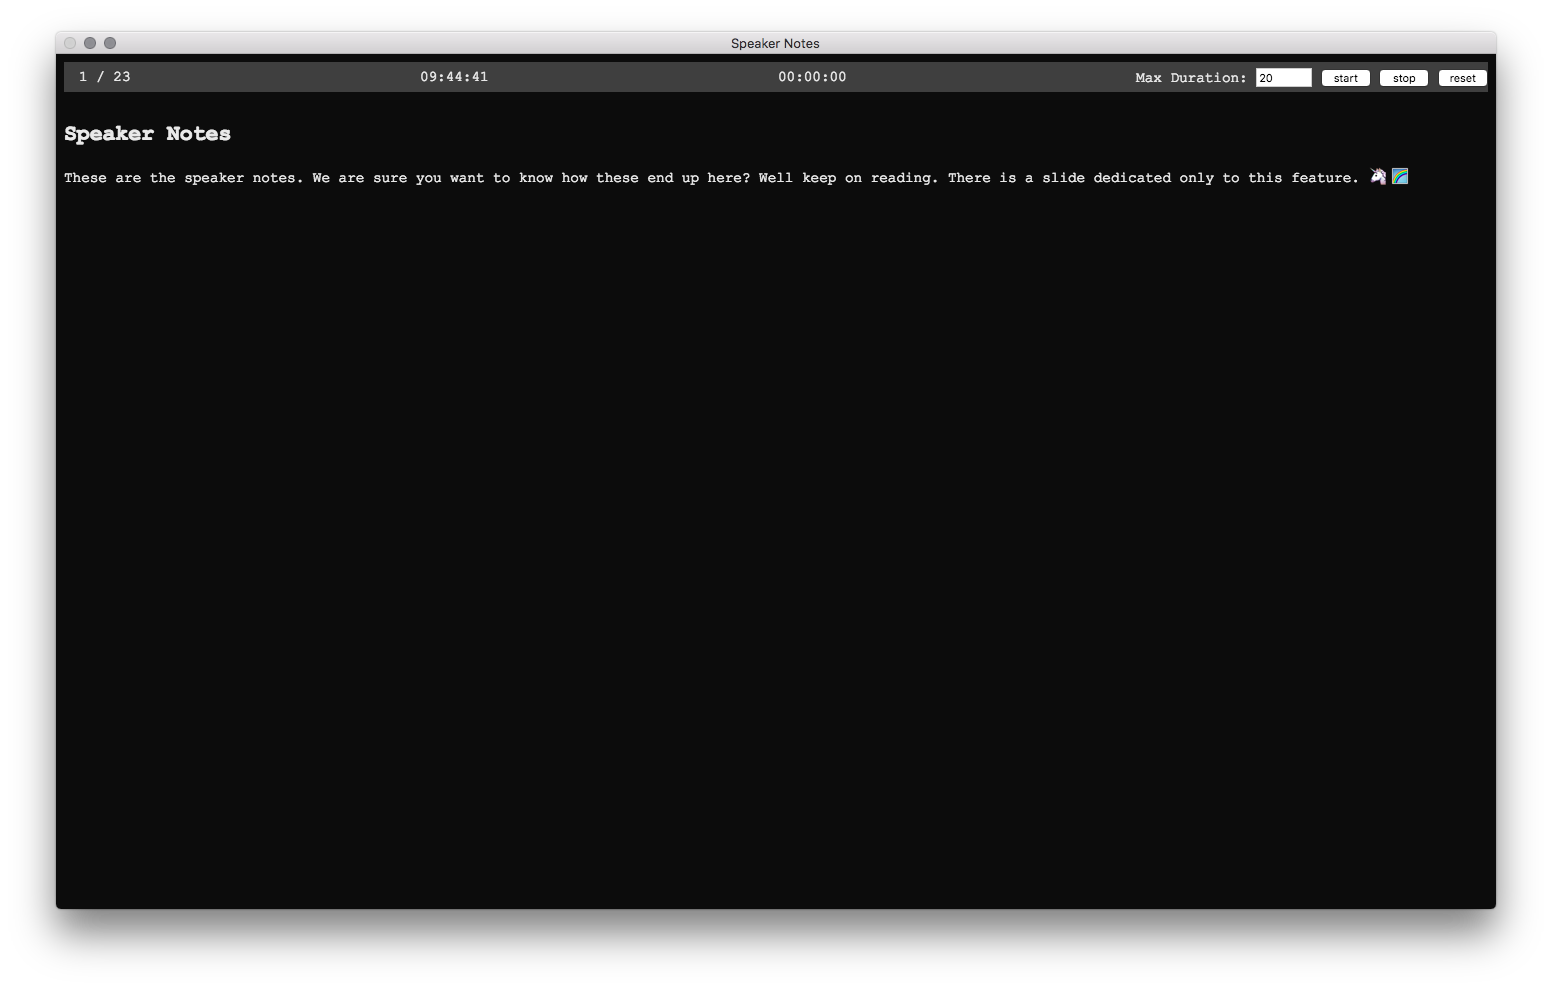 Speaker Notes
1 / 23 09:44:41 00:00:00 Max Duration: 20 start stop reset
Speaker Notes
These are the speaker notes. We are sure you want to know how these end up here? Well keep on reading. There is a slide dedicated only to this feature. 🦄 🌈